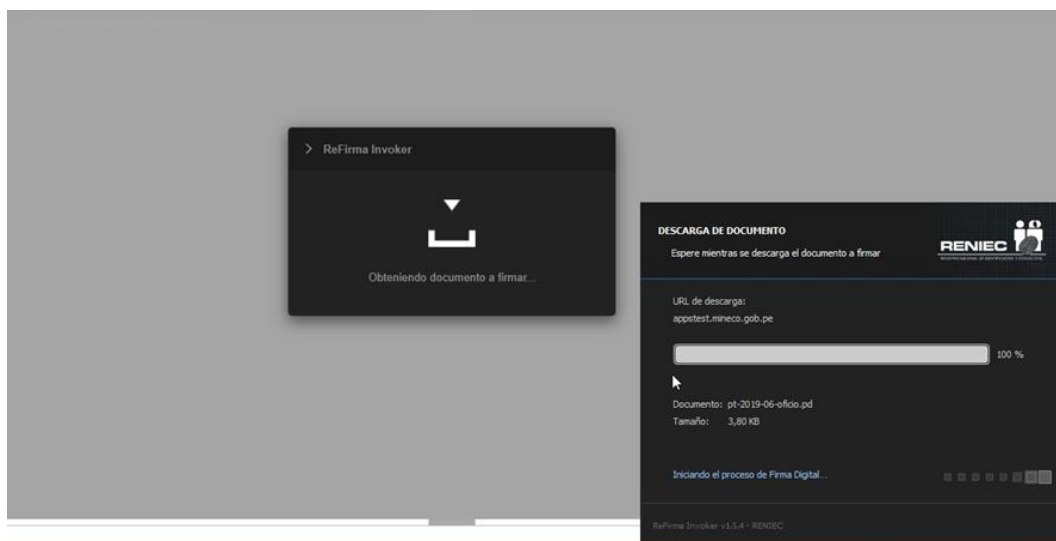 ReFirma Invoker
Obteniendo documento a firmar...
DESCARGA DE DOCUMENTO
Espere mientras se descarga el documento a firmar
RENIEC
URL de descarga:
appstest.mineco.gob.pe
100 %
Documento: pt-2019-06-oficio.pd
Tamaño: 3,80 KB
Iniciando el proceso de Firma Digital...
ReFirma Invoker v1.5.4 - RENIEC